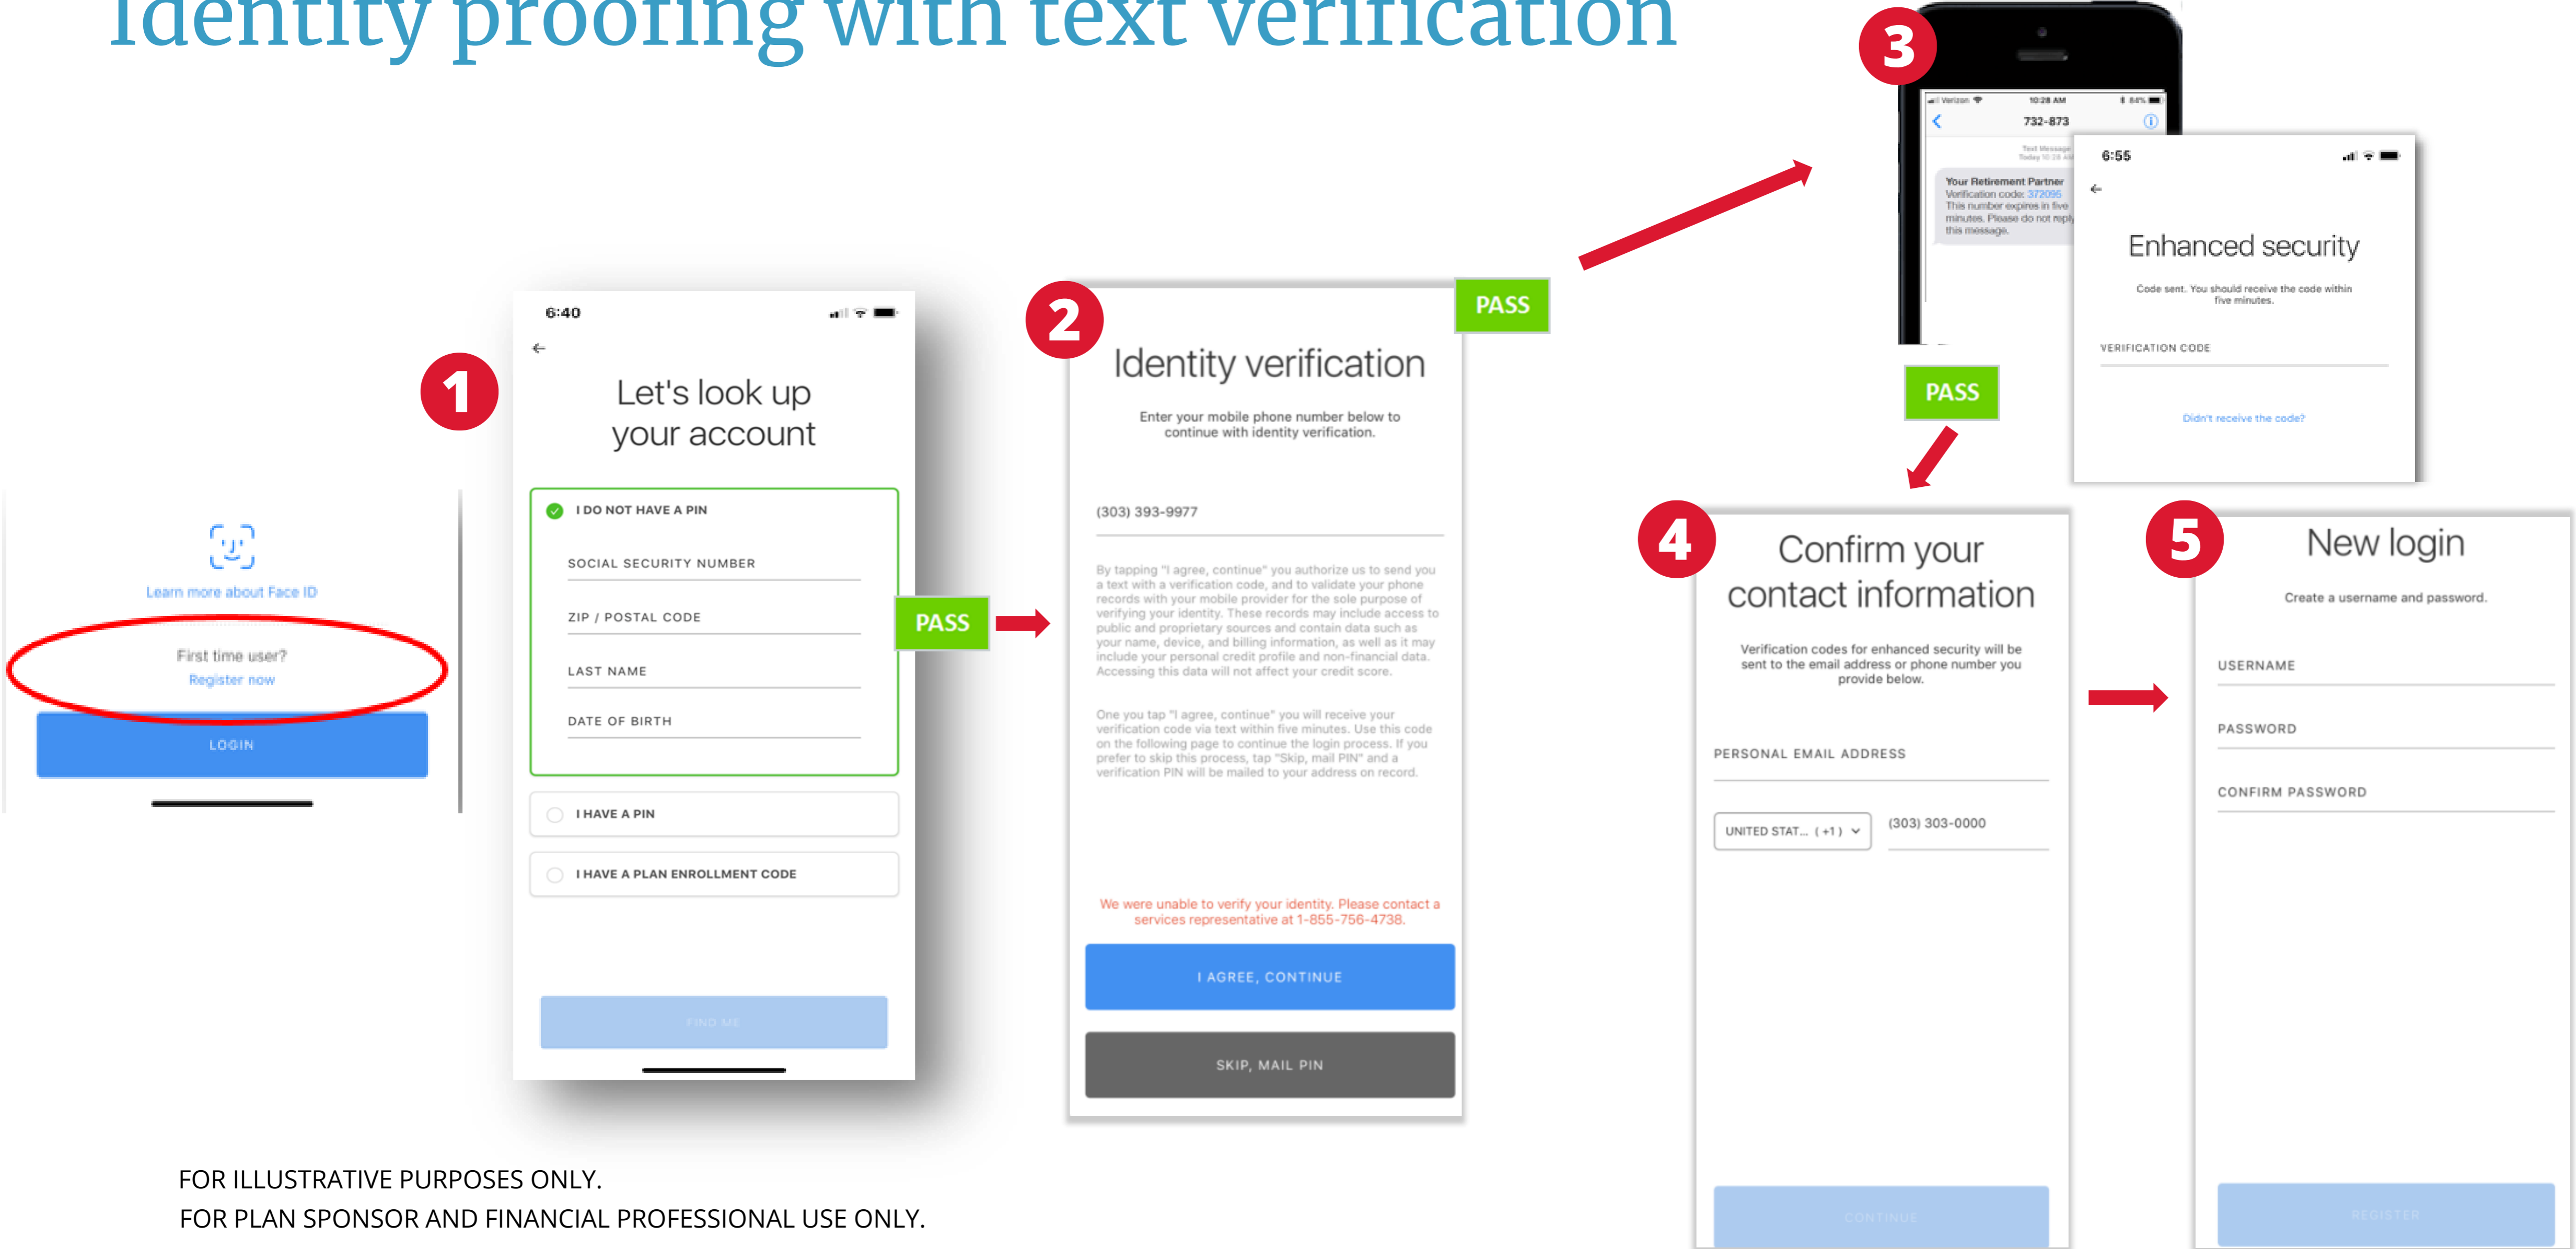 Identity proofing with text verification
Learn more about Face ID
First time user?
Register now
LOGIN
1
6:40
Let's look up
your account
I DO NOT HAVE A PIN
SOCIAL SECURITY NUMBER
ZIP / POSTAL CODE
LAST NAME
DATE OF BIRTH
I HAVE A PIN
I HAVE A PLAN ENROLLMENT CODE
FIND ME
PASS
2
Identity verification
Enter your mobile phone number below to
continue with identity verification.
(303) 393-9977
By tapping "I agree, continue" you authorize us to send you
a text with a verification code, and to validate your phone
records with your mobile provider for the sole purpose of
verifying your identity. These records may include access to
public and proprietary sources and contain data such as
your name, device, and billing information, as well as it may
include your personal credit profile and non-financial data.
Accessing this data will not affect your credit score.
One you tap "I agree, continue" you will receive your
verification code via text within five minutes. Use this code
on the following page to continue the login process. If you
prefer to skip this process, tap "Skip, mail PIN" and a
verification PIN will be mailed to your address on record.
We were unable to verify your identity. Please contact a
services representative at 1-855-756-4738.
I AGREE, CONTINUE
SKIP, MAIL PIN
PASS
3
Verizon 10:28 AM 84%
732-873
Text Message
Today 10:28 AM
Your Retirement Partner
Verification code: 372095
This number expires in five
minutes. Please do not reply
this message.
6:55
Enhanced security
Code sent. You should receive the code within
five minutes.
VERIFICATION CODE
Didn't receive the code?
PASS
4
Confirm your
contact information
Verification codes for enhanced security will be
sent to the email address or phone number you
provide below.
PERSONAL EMAIL ADDRESS
UNITED STAT... (+1) (303) 303-0000
CONTINUE
5
New login
Create a username and password.
USERNAME
PASSWORD
CONFIRM PASSWORD
REGISTER
FOR ILLUSTRATIVE PURPOSES ONLY.
FOR PLAN SPONSOR AND FINANCIAL PROFESSIONAL USE ONLY.